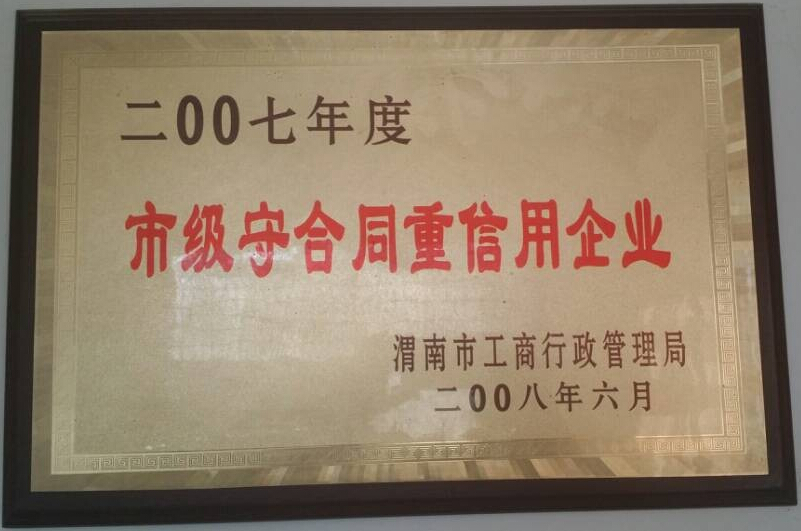 二00七年度
市级守合同重信用企业
渭南市工商行政管理局
二00八年六月